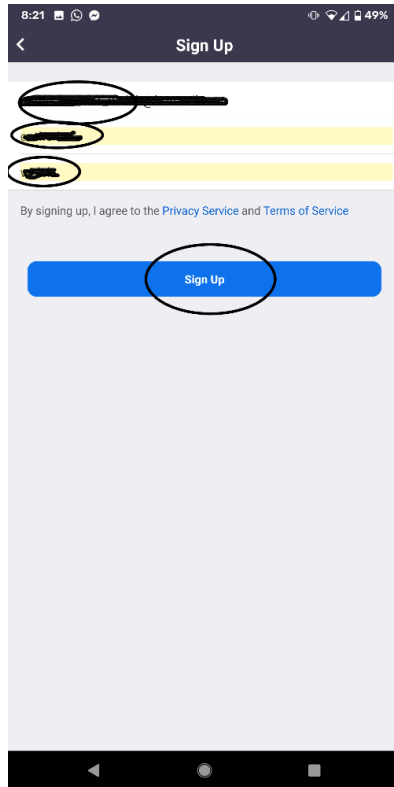 8:21 49%
Sign Up
By signing up, I agree to the Privacy Service and Terms of Service
Sign Up